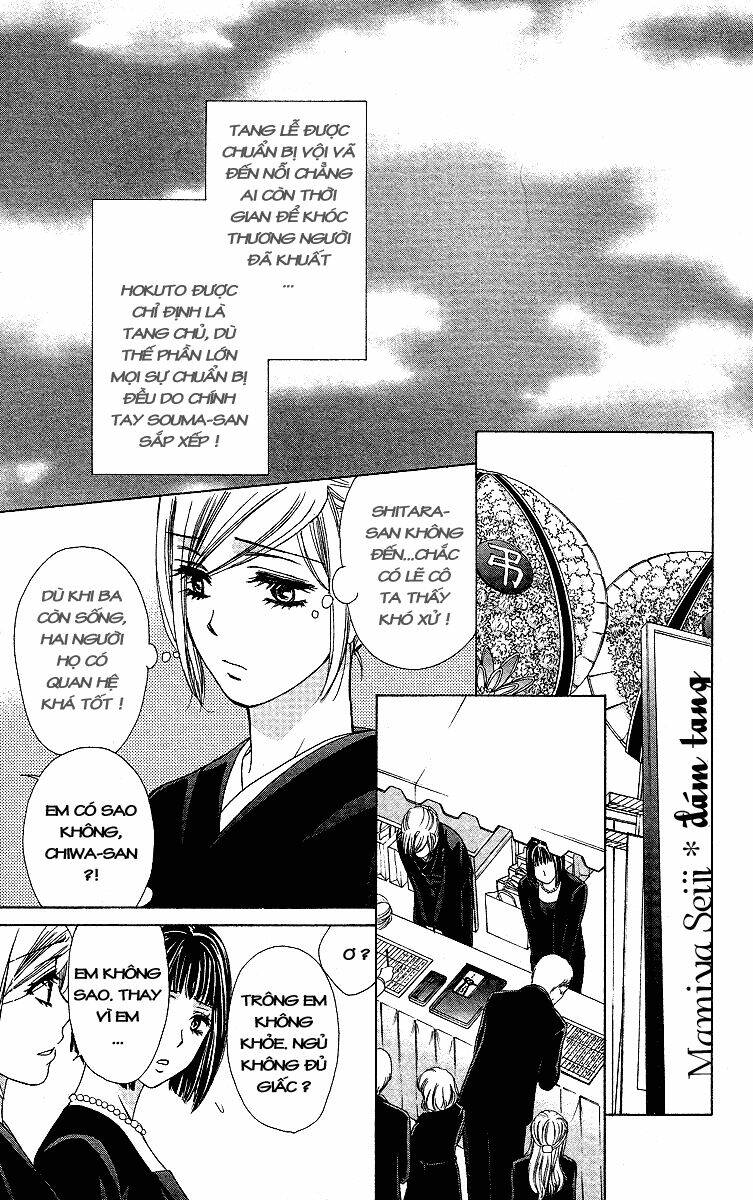 TANG LỄ ĐƯỢC
CHUẨN BỊ VỘI VÃ
ĐẾN NỖI CHẲNG
AI CÒN THỜI
GIAN ĐỂ KHÓC
THƯƠNG NGƯỜI
ĐÃ KHUẤT
...
HOKUTO ĐƯỢC
CHỈ ĐỊNH LÀ
TANG CHỦ, DÙ
THẾ PHẦN LỚN
MỌI SỰ CHUẨN BỊ
ĐỀU DO CHÍNH
TAY SOUMA-SAN
SẮP XẾP !
弔
Mamiya Seiji * đám tang
SHITARA-
SAN KHÔNG
ĐẾN...CHẮC
CÓ LẼ CÔ
TA THẤY
KHÓ XỬ !
DÙ KHI BA
CÒN SỐNG,
HAI NGƯỜI
HỌ CÓ
QUAN HỆ
KHÁ TỐT !
EM CÓ SAO
KHÔNG,
CHIWA-SAN
?!
Ơ ?
TRÔNG EM
KHÔNG
KHỎE. NGỦ
KHÔNG ĐỦ
GIẤC ?
EM KHÔNG
SAO. THAY
VÌ EM
...